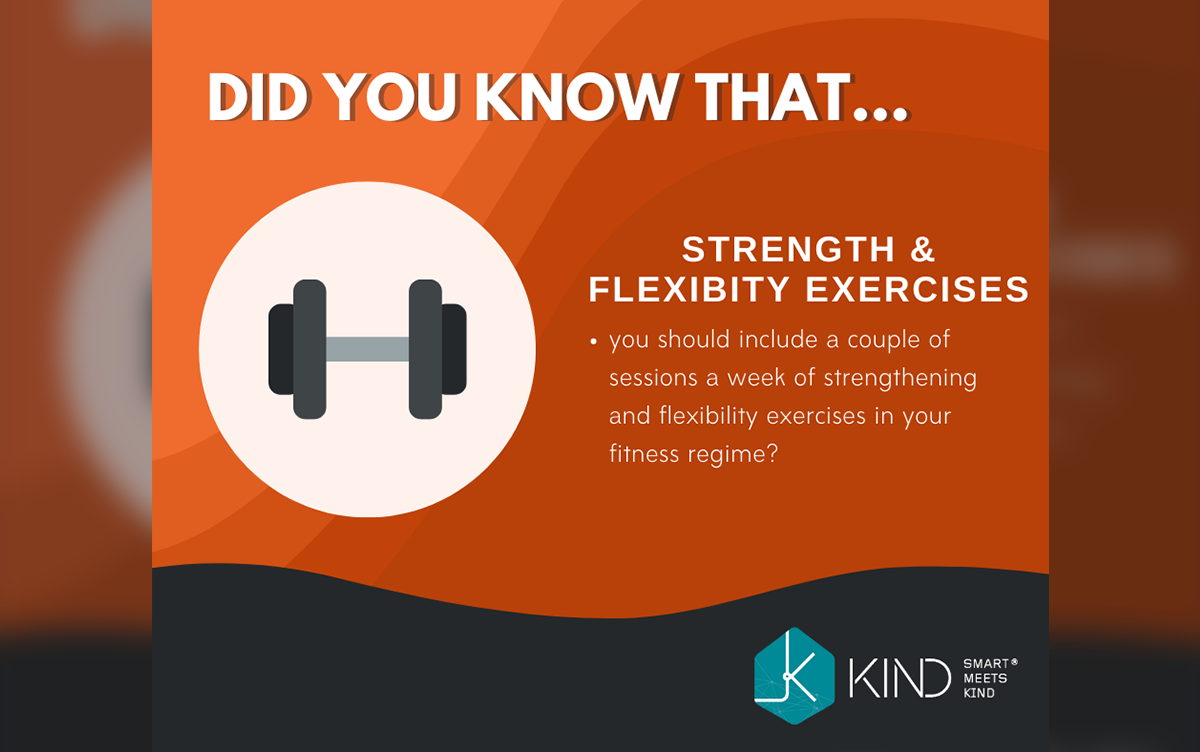 DID YOU KNOW THAT...
STRENGTH &
FLEXIBITY EXERCISES
• you should include a couple of
sessions a week of strengthening
and flexibility exercises in your
fitness regime?
KIND
SMART®
MEETS
KIND